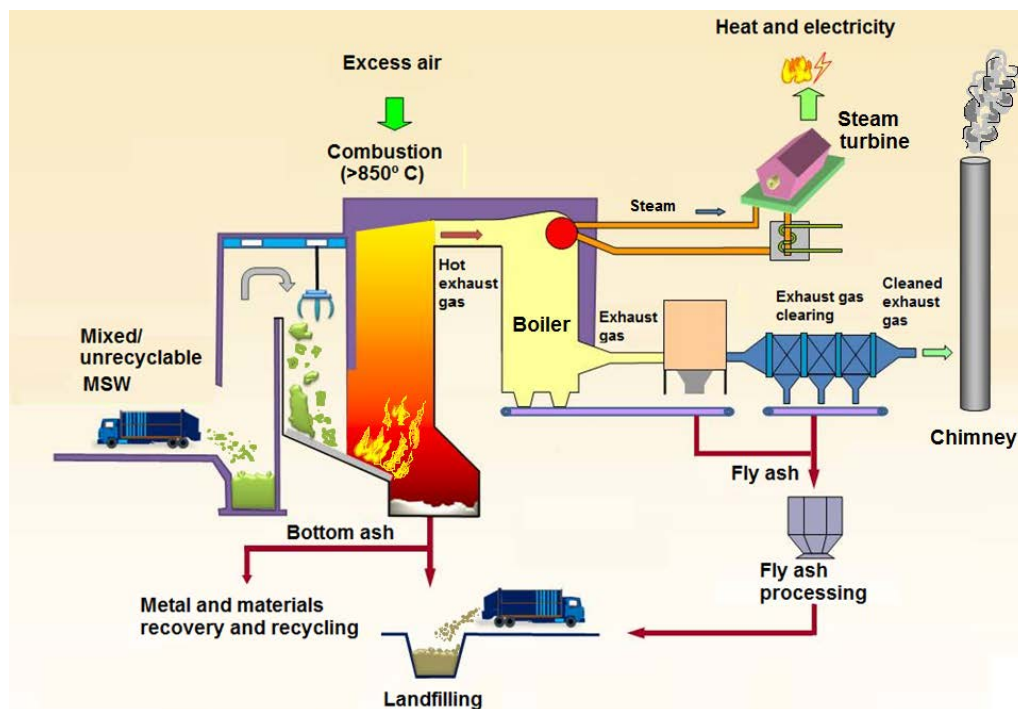 Heat and electricity
Excess air
Steam
turbine
Combustion
(>850º C)
Steam
Hot
exhaust
gas
Boiler
Exhaust
gas
Exhaust gas
clearing
Cleaned
exhaust
gas
Mixed/
unrecyclable
MSW
Chimney
Fly ash
Bottom ash
Fly ash
processing
Metal and materials
recovery and recycling
Landfilling